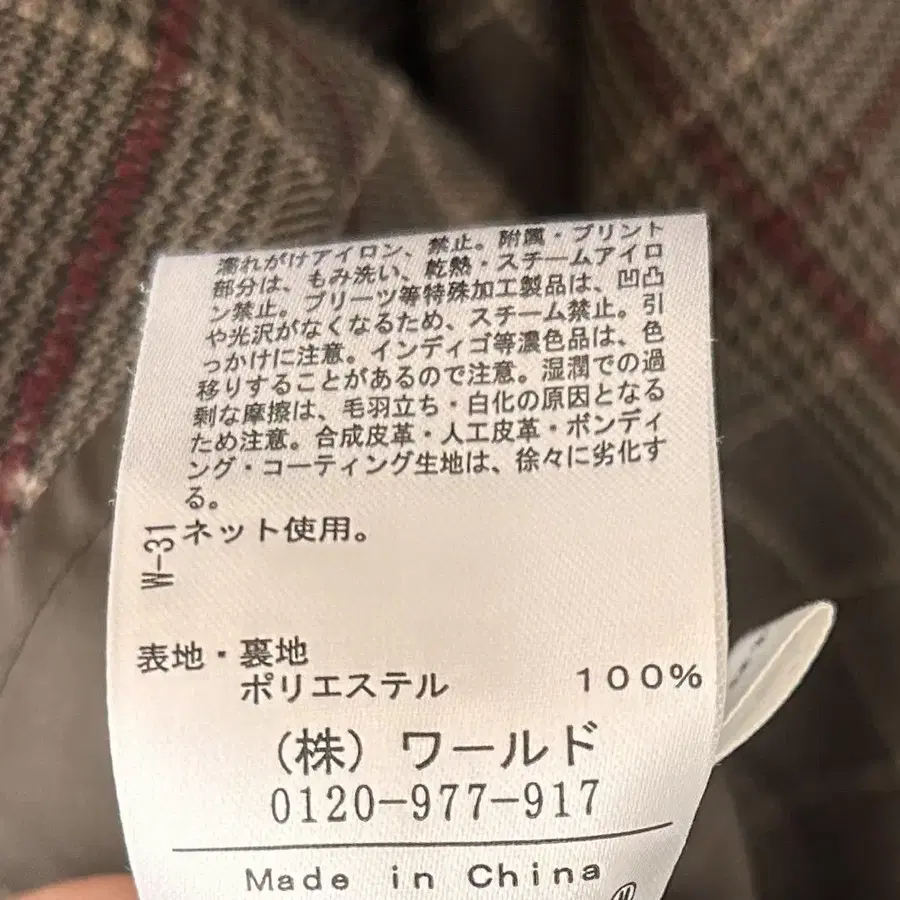 濡れがけアイロン、禁止。附属・プリント
部分は、もみ洗い、乾熱・スチームアイロ
ン禁止。プリーツ等特殊加工製品は、凹凸
や光沢がなくなるため、スチーム禁止。引
っかけに注意。インディゴ等濃色品は、色
移りすることがあるので注意。湿潤での過
剰な摩擦は、毛羽立ち・白化の原因となる
ため注意。合成皮革・人工皮革・ボンディ
ング・コーティング生地は、徐々に劣化す
る。
ネット使用。
W-31
表地・裏地
ポリエステル 100%
(株) ワールド
0120-977-917
Made in China